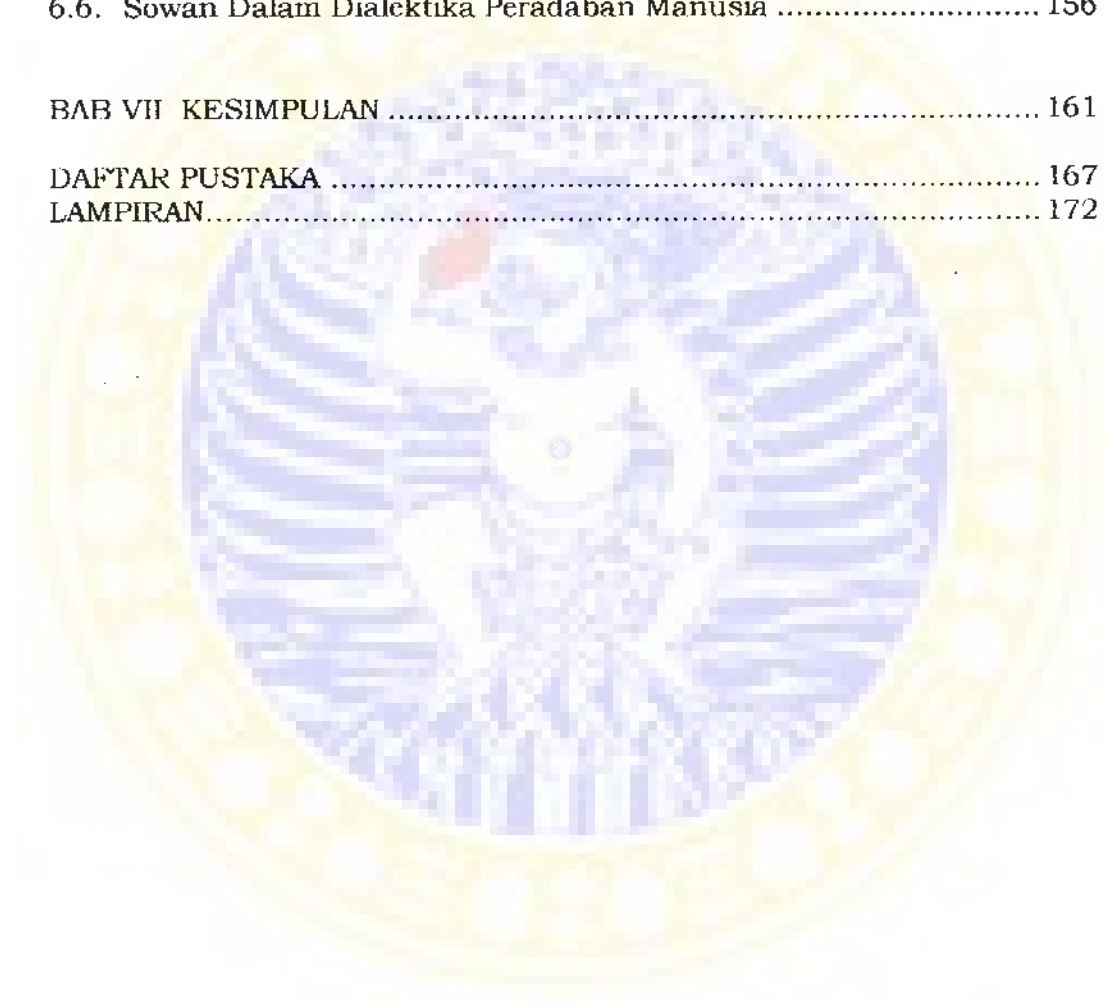 6.6. Sowan Dalam Dialektika Peradaban Manusia ............................ 156
BAB VII KESIMPULAN ...................................................................... 161
DAFTAR PUSTAKA ............................................................................ 167
LAMPIRAN......................................................................................... 172